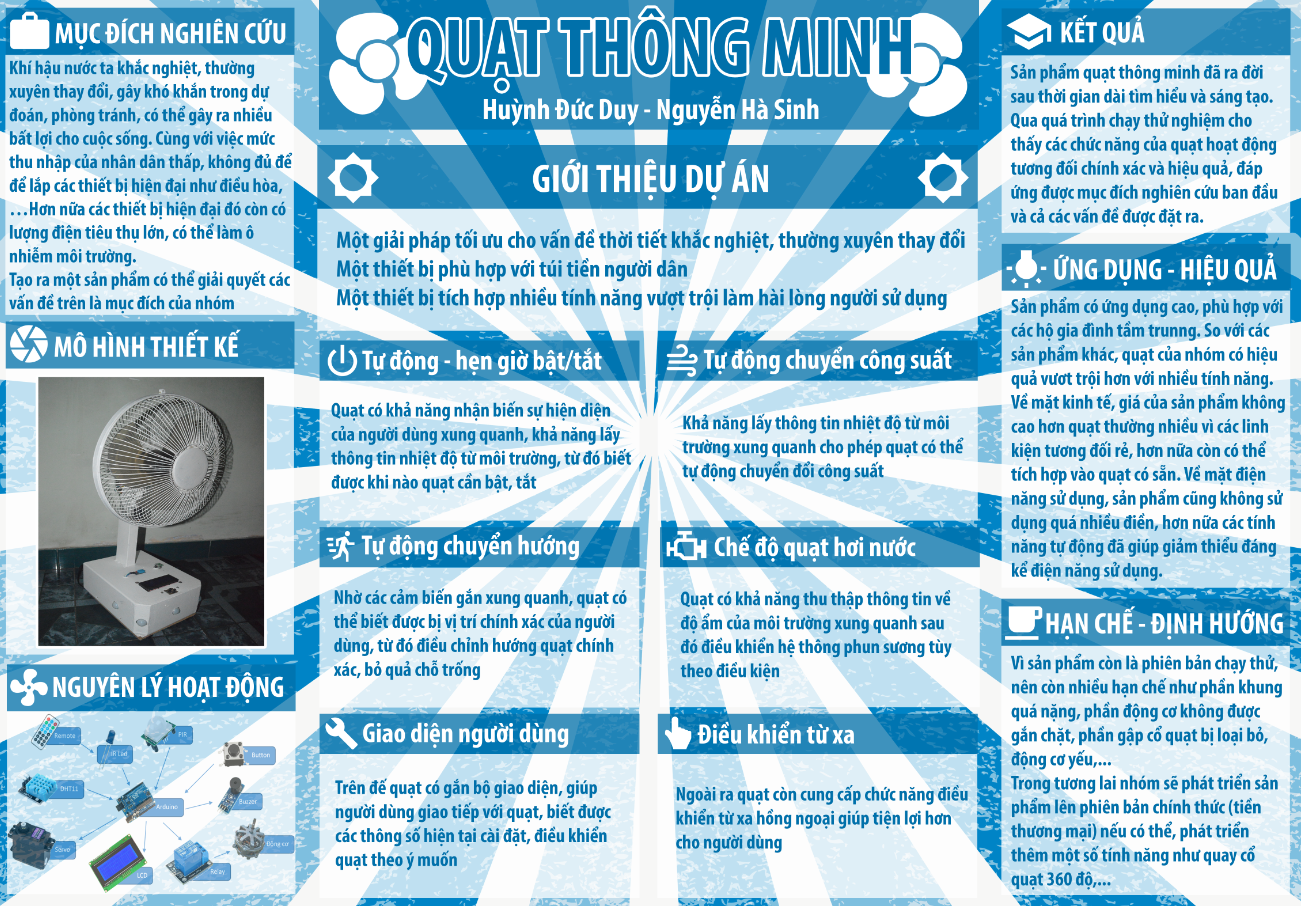 MỤC ĐÍCH NGHIÊN CỨU
Khí hậu nước ta khắc nghiệt, thường
xuyên thay đổi, gây khó khăn trong dự
đoán, phòng tránh, có thể gây ra nhiều
bất lợi cho cuộc sống. Cùng với việc mức
thu nhập của nhân dân thấp, không đủ để
để lắp các thiết bị hiện đại như điều hòa,
…Hơn nữa các thiết bị hiện đại đó còn có
lượng điện tiêu thụ lớn, có thể làm ô
nhiễm môi trường.
Tạo ra một sản phẩm có thể giải quyết các
vấn đề trên là mục đích của nhóm
MÔ HÌNH THIẾT KẾ
NGUYÊN LÝ HOẠT ĐỘNG
Remote
IR Led
PIR
Button
DHT11
Arduino
Buzzer
Servo
LCD
Relay
Động cơ
QUẠT THÔNG MINH
Huỳnh Đức Duy - Nguyễn Hà Sinh
GIỚI THIỆU DỰ ÁN
Một giải pháp tối ưu cho vấn đề thời tiết khắc nghiệt, thường xuyên thay đổi
Một thiết bị phù hợp với túi tiền người dân
Một thiết bị tích hợp nhiều tính năng vượt trội làm hài lòng người sử dụng
Tự động - hẹn giờ bật/tắt
Quạt có khả năng nhận biến sự hiện diện
của người dùng xung quanh, khả năng lấy
thông tin nhiệt độ từ môi trường, từ đó biết
được khi nào quạt cần bật, tắt
Tự động chuyển công suất
Khả năng lấy thông tin nhiệt độ từ môi
trường xung quanh cho phép quạt có thể
tự động chuyển đổi công suất
Tự động chuyển hướng
Nhờ các cảm biến gắn xung quanh, quạt có
thể biết được bị vị trí chính xác của người
dùng, từ đó điều chỉnh hướng quạt chính
xác, bỏ quả chỗ trống
Chế độ quạt hơi nước
Quạt có khả năng thu thập thông tin về
độ ẩm của môi trường xung quanh sau
đó điều khiển hệ thông phun sương tùy
theo điều kiện
Giao diện người dùng
Trên đế quạt có gắn bộ giao diện, giúp
người dùng giao tiếp với quạt, biết được
các thông số hiện tại cài đặt, điều khiển
quạt theo ý muốn
Điều khiển từ xa
Ngoài ra quạt còn cung cấp chức năng điều
khiển từ xa hồng ngoại giúp tiện lợi hơn
cho người dùng
KẾT QUẢ
Sản phẩm quạt thông minh đã ra đời
sau thời gian dài tìm hiểu và sáng tạo.
Qua quá trình chạy thử nghiệm cho
thấy các chức năng của quạt hoạt động
tương đối chính xác và hiệu quả, đáp
ứng được mục đích nghiên cứu ban đầu
và cả các vấn đề được đặt ra.
ỨNG DỤNG - HIỆU QUẢ
Sản phẩm có ứng dụng cao, phù hợp với
các hộ gia đình tầm trunng. So với các
sản phẩm khác, quạt của nhóm có hiệu
quả vươt trội hơn với nhiều tính năng.
Về mặt kinh tế, giá của sản phẩm không
cao hơn quạt thường nhiều vì các linh
kiện tương đối rẻ, hơn nữa còn có thể
tích hợp vào quạt có sẵn. Về mặt điện
năng sử dụng, sản phẩm cũng không sử
dụng quá nhiều điền, hơn nữa các tính
năng tự động đã giúp giảm thiểu đáng
kể điện năng sử dụng.
HẠN CHẾ - ĐỊNH HƯỚNG
Vì sản phẩm còn là phiên bản chạy thử,
nên còn nhiều hạn chế như phần khung
quá nặng, phần động cơ không được
gắn chặt, phần gập cổ quạt bị loại bỏ,
động cơ yếu,...
Trong tương lai nhóm sẽ phát triển sản
phẩm lên phiên bản chính thức (tiền
thương mại) nếu có thể, phát triển
thêm một số tính năng như quay cổ
quạt 360 độ,...